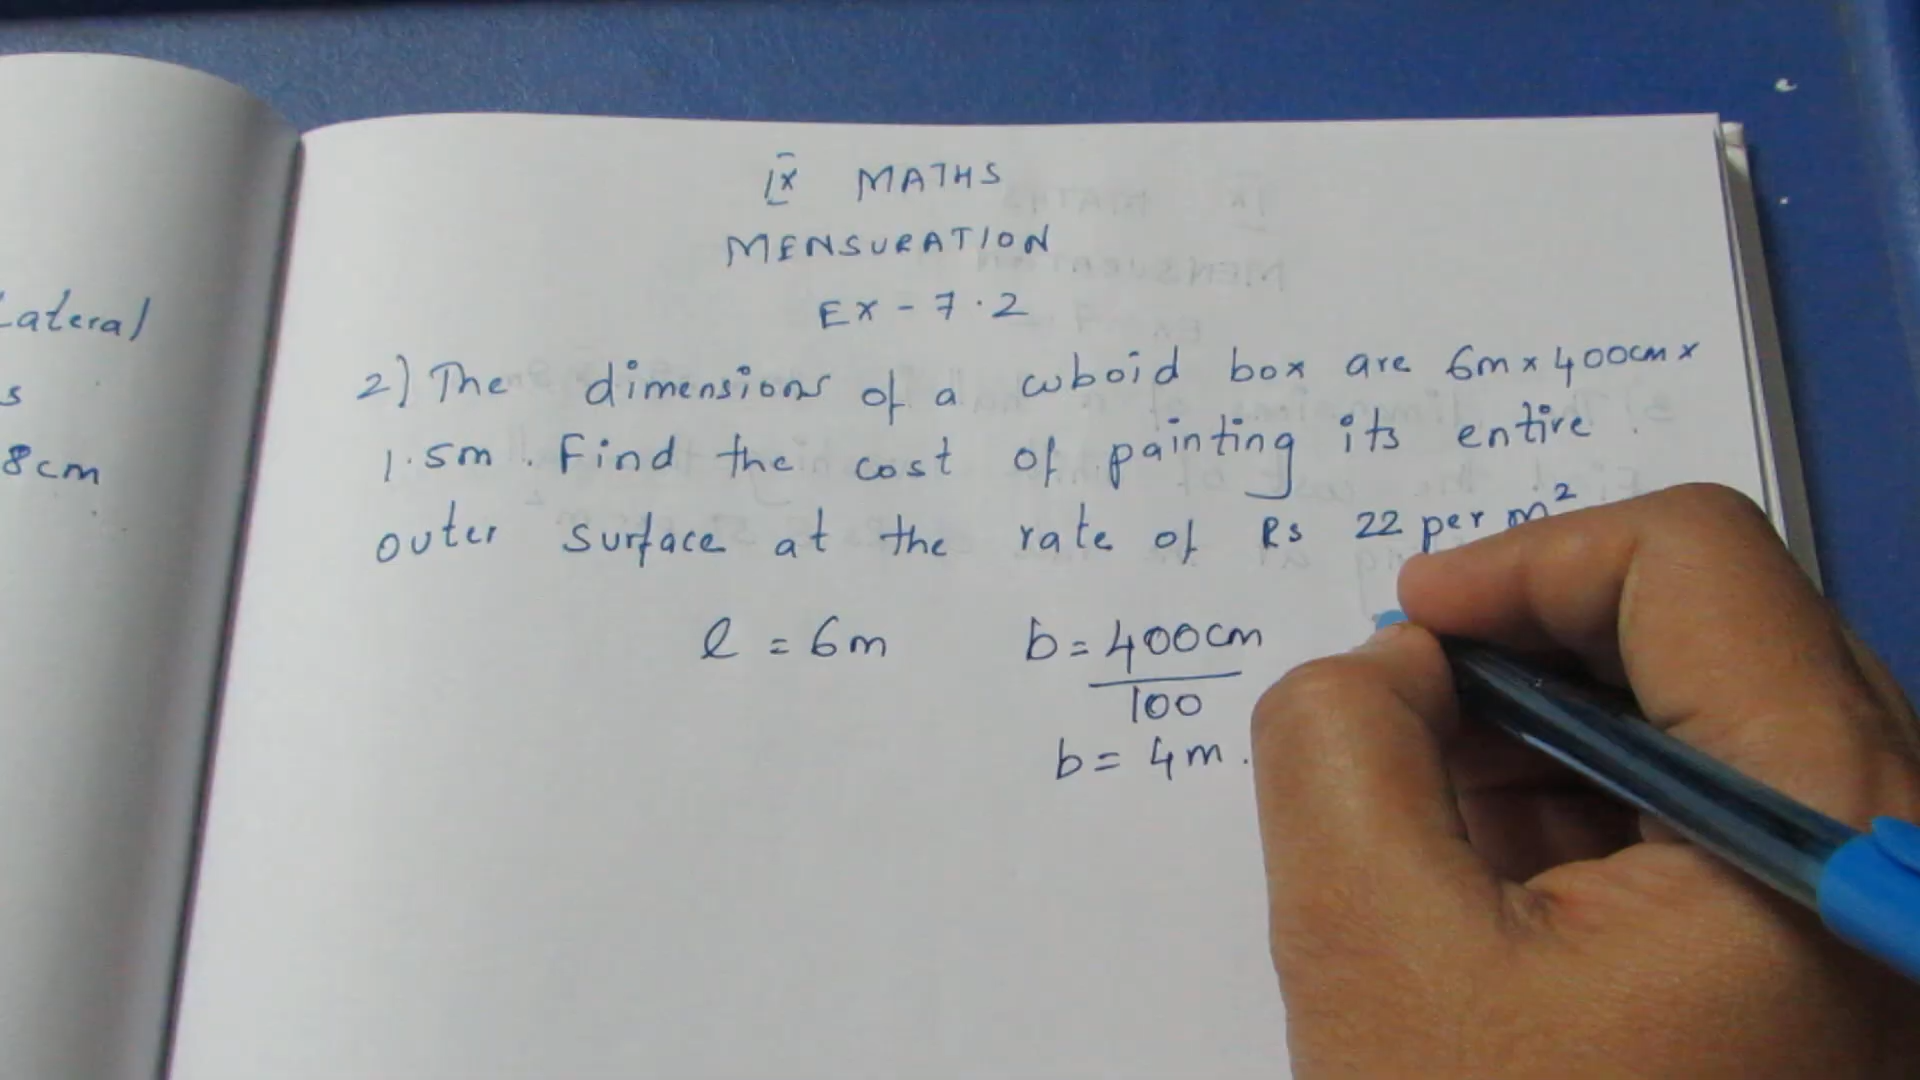 Lateral
s
8cm
IX MATHS
MENSURATION
EX - 7.2
2) The dimensions of a cuboid box are 6m x 400cm x
1.5m. Find the cost of painting its entire
outer surface at the rate of Rs 22 per m²
l = 6m b = 400cm
100
b = 4m.